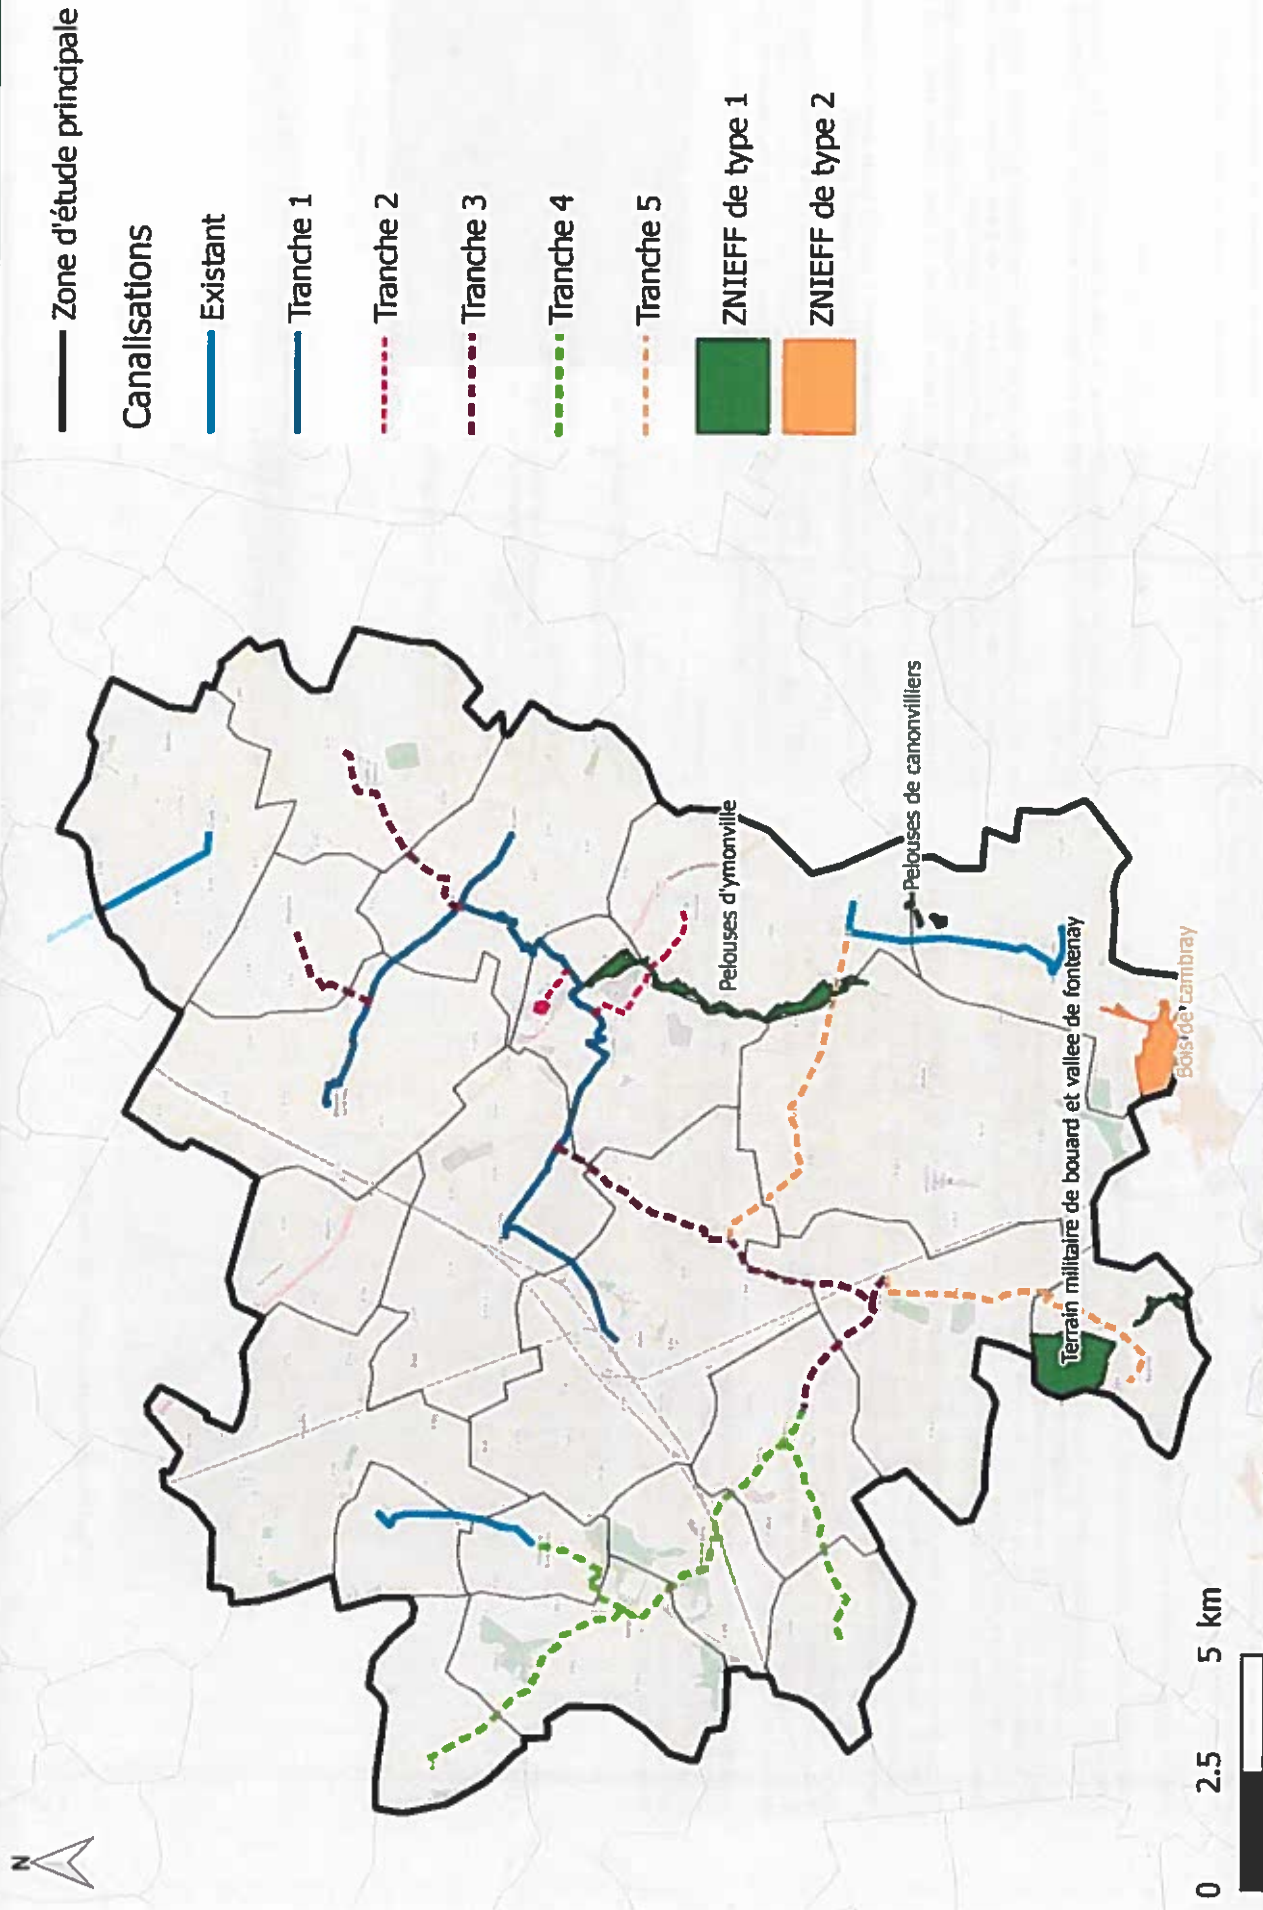 N
Zone d'étude principale
Canalisations
Existant
Tranche 1
Tranche 2
Tranche 3
Tranche 4
Tranche 5
ZNIEFF de type 1
ZNIEFF de type 2
Pelouses d'ymonville
Pelouses de canonvilliers
Terrain militaire de bouard et vallee de fontenay
Bois de cambray
0 2.5 5 km